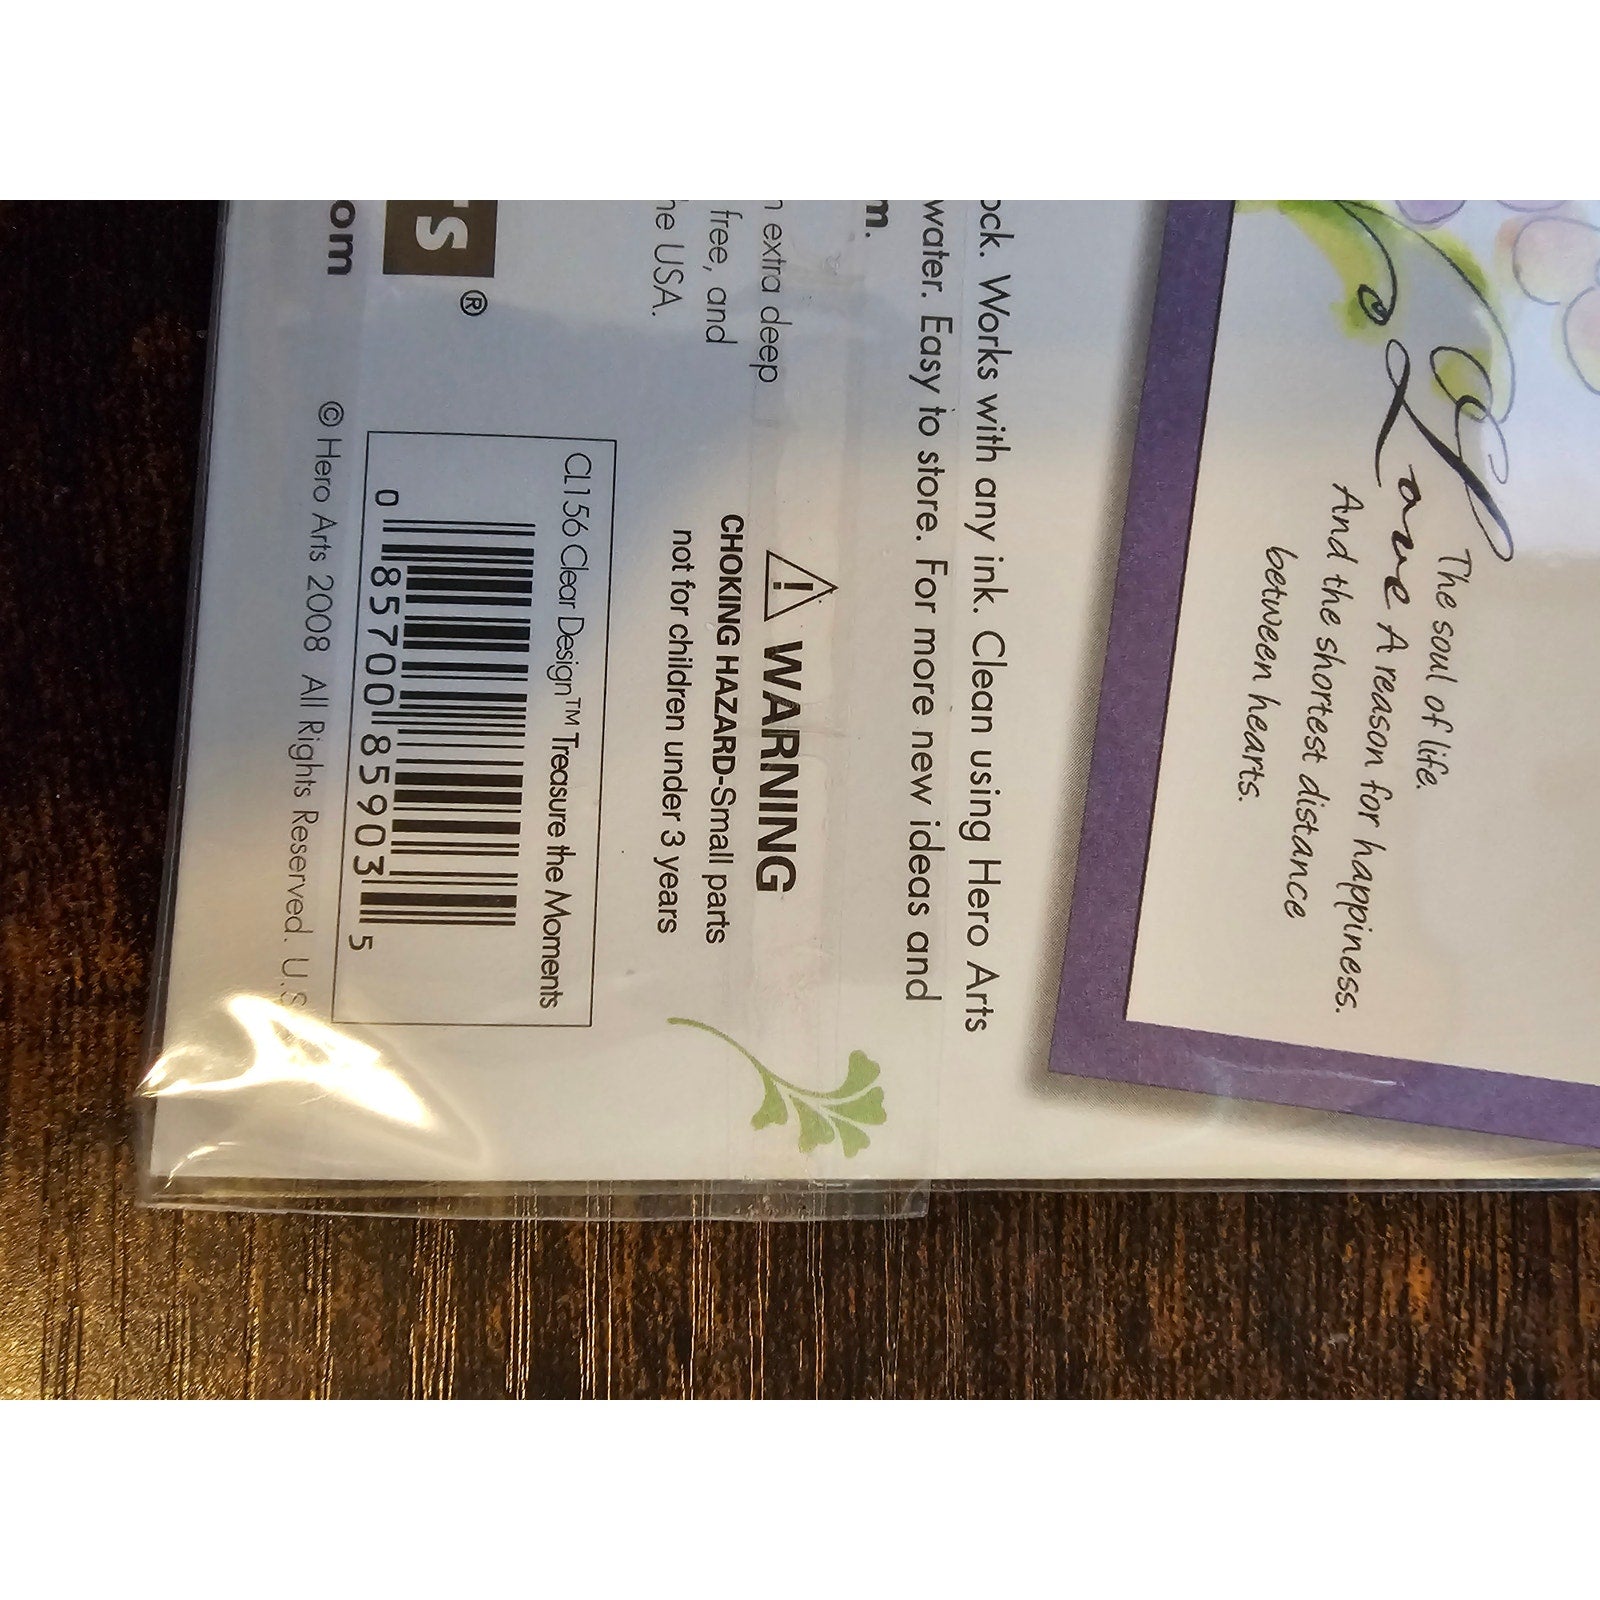 The soul of life.
Love A reason for happiness.
And the shortest distance
between hearts.
Works with any ink. Clean using Hero Arts
water. Easy to store. For more new ideas and
extra deep
free, and
USA.
⚠ WARNING
CHOKING HAZARD-Small parts
not for children under 3 years
CL156 Clear Design™ Treasure the Moments
0 85700 85903 5
®
© Hero Arts 2008 All Rights Reserved.